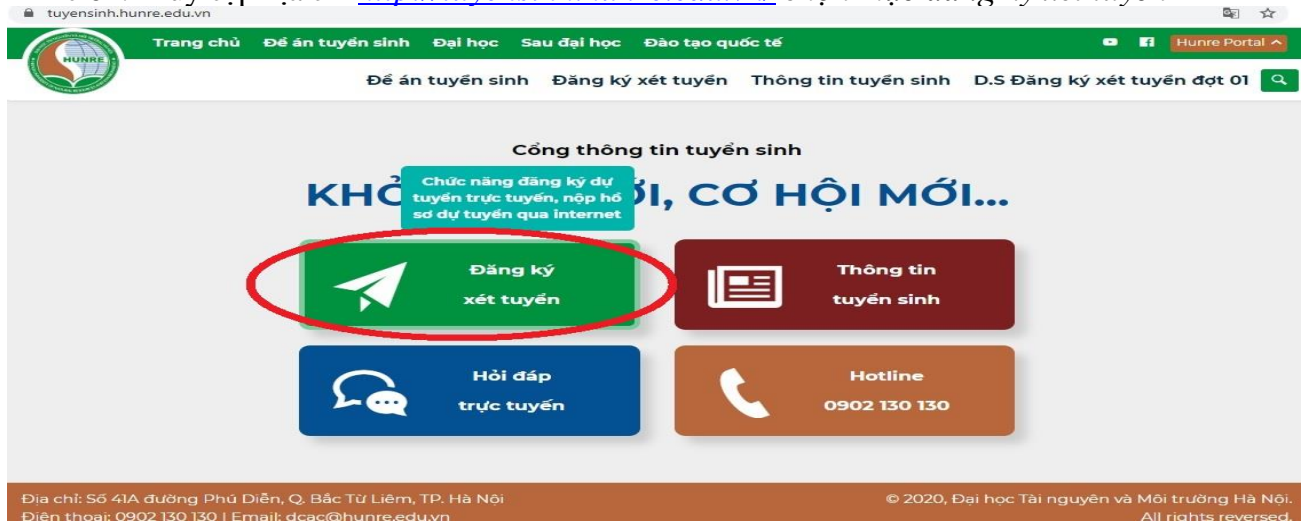 tuyensinh.hunre.edu.vn
HUNRE
Trang chủ Đề án tuyển sinh Đại học Sau đại học Đào tạo quốc tế Hunre Portal
Đề án tuyển sinh Đăng ký xét tuyển Thông tin tuyển sinh D.S Đăng ký xét tuyển đợt 01
Cổng thông tin tuyển sinh
Chức năng đăng ký dự
tuyển trực tuyến, nộp hồ
sơ dự tuyển qua internet
I, CƠ HỘI MỚI...
Đăng ký
xét tuyển
Thông tin
tuyển sinh
Hỏi đáp
trực tuyến
Hotline
0902 130 130
Địa chỉ: Số 41A đường Phú Diễn, Q. Bắc Từ Liêm, TP. Hà Nội
© 2020, Đại học Tài nguyên và Môi trường Hà Nội.
Điện thoại: 0902 130 130 | Email: dcac@hunre.edu.vn
All rights reversed.